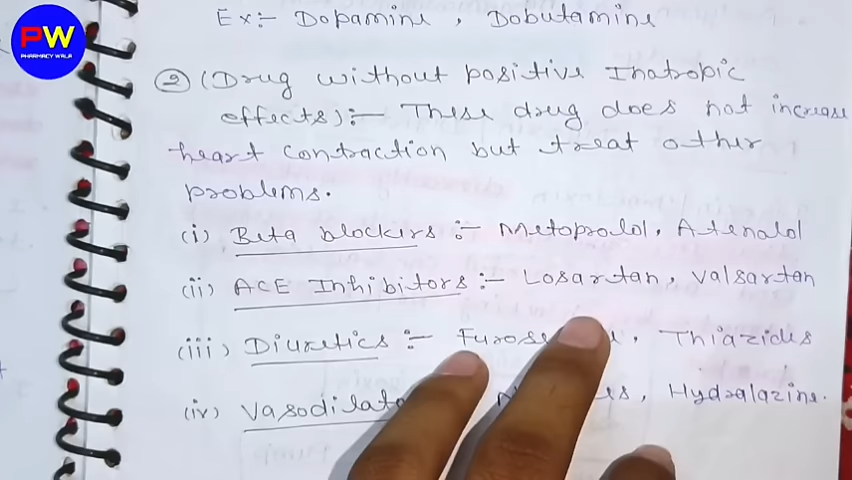 PW
PHARMACY WALA
Ex:- Dopamine, Dobutamine
② (Drug without positive Inotropic
effects):- These drug does not increase
heart contraction but treat other
problems.
(i) Beta blockers :- Metoprolol, Atenalol
(ii) ACE Inhibitors :- Losartan, Valsartan
(iii) Diuretics :- , Thiazides
(iv) , Hydralazine.